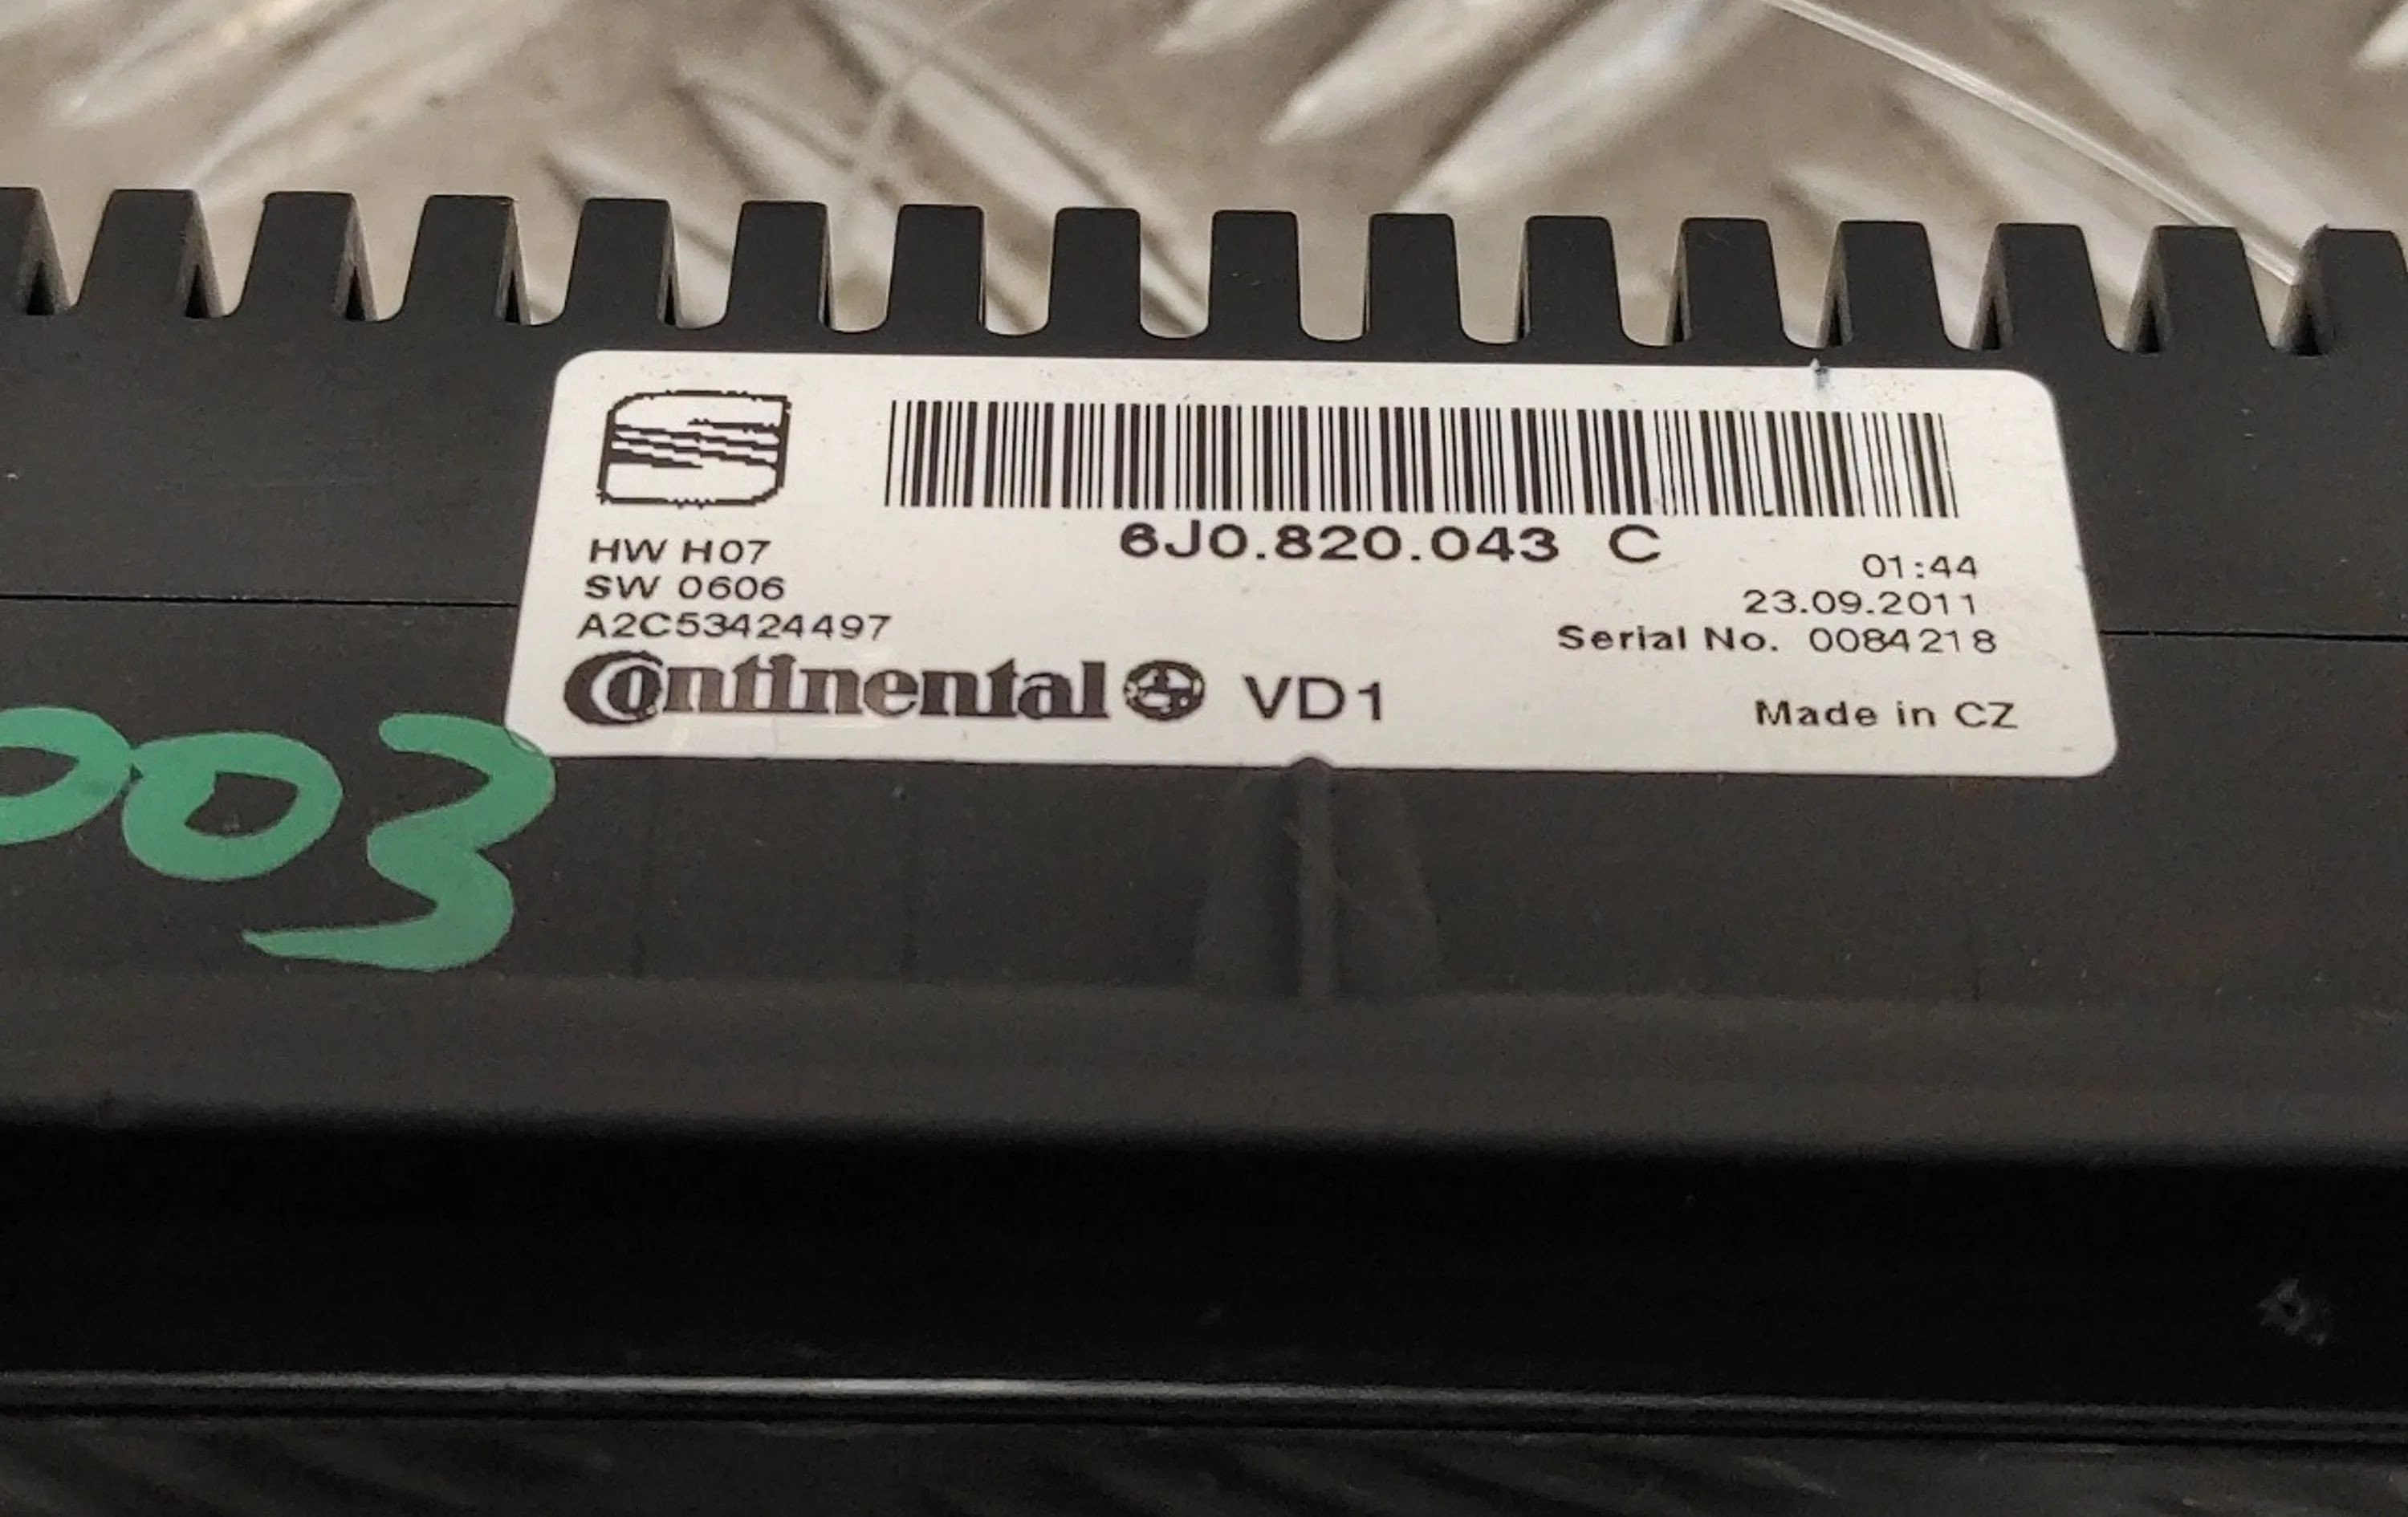 6J0.820.043 C
HW H07
SW 0606
A2C53424497
01:44
23.09.2011
Serial No. 0084218
Continental VD1
Made in CZ
003